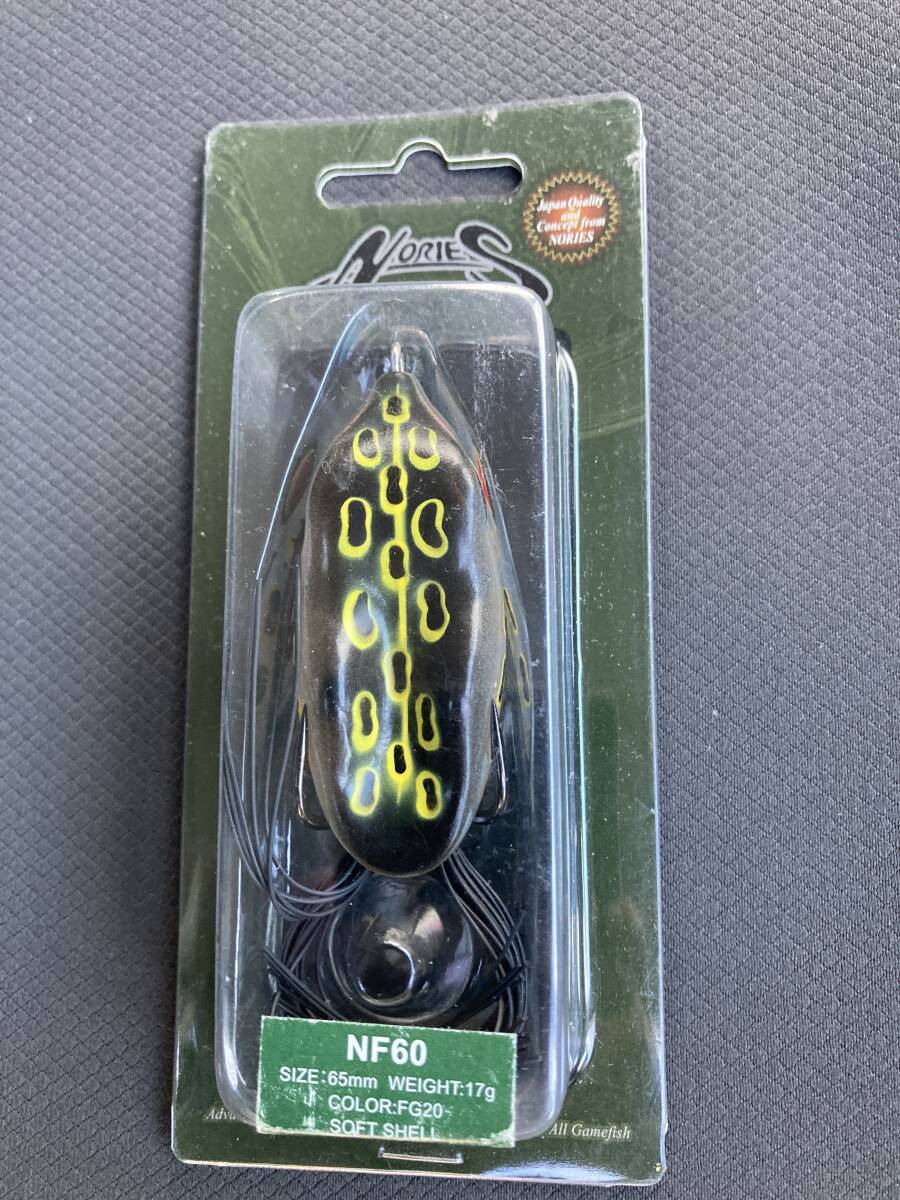 Japan Quality
and
Concept from
NORIES
NORIES
NF60
SIZE:65mm WEIGHT:17g
COLOR:FG20
SOFT SHELL
All Gamefish